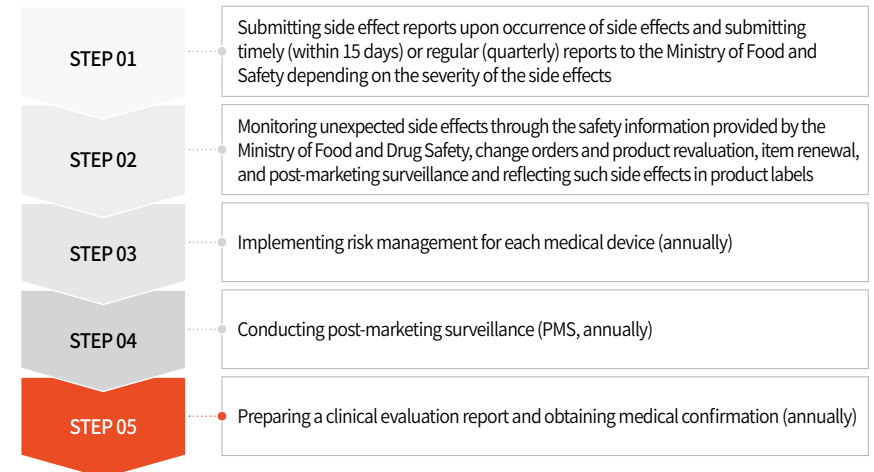 STEP 01
Submitting side effect reports upon occurrence of side effects and submitting
timely (within 15 days) or regular (quarterly) reports to the Ministry of Food and
Safety depending on the severity of the side effects
STEP 02
Monitoring unexpected side effects through the safety information provided by the
Ministry of Food and Drug Safety, change orders and product revaluation, item renewal,
and post-marketing surveillance and reflecting such side effects in product labels
STEP 03
Implementing risk management for each medical device (annually)
STEP 04
Conducting post-marketing surveillance (PMS, annually)
STEP 05
Preparing a clinical evaluation report and obtaining medical confirmation (annually)